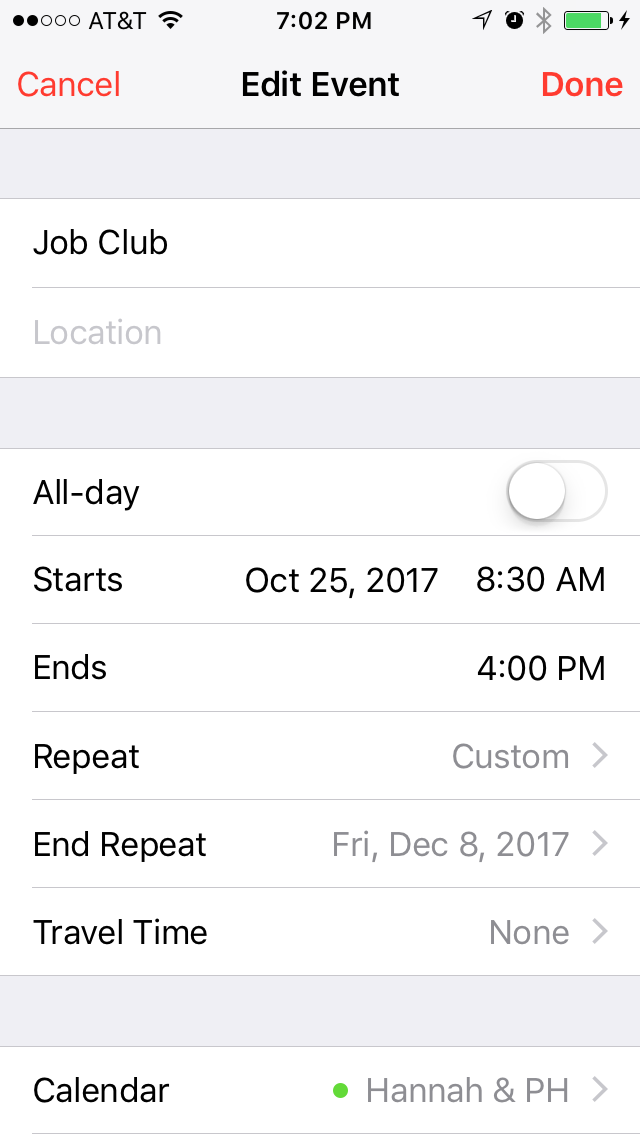 AT&T 7:02 PM
Cancel Edit Event Done
Job Club
Location
All-day
Starts Oct 25, 2017 8:30 AM
Ends 4:00 PM
Repeat Custom
End Repeat Fri, Dec 8, 2017
Travel Time None
Calendar Hannah & PH